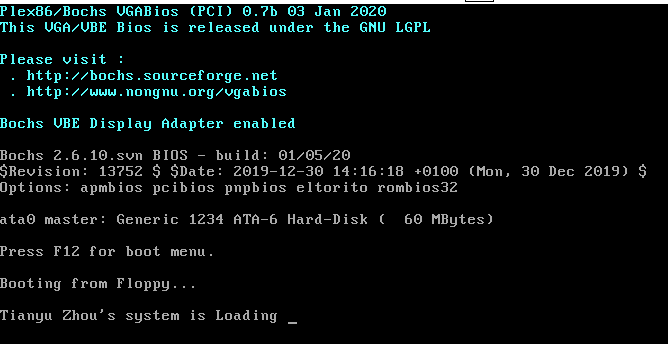 Plex86/Bochs VGABios (PCI) 0.7b 03 Jan 2020
This VGA/VBE Bios is released under the GNU LGPL
Please visit :
. http://bochs.sourceforge.net
. http://www.nongnu.org/vgabios
Bochs VBE Display Adapter enabled
Bochs 2.6.10.svn BIOS - build: 01/05/20
$Revision: 13752 $ $Date: 2019-12-30 14:16:18 +0100 (Mon, 30 Dec 2019) $
Options: apmbios pcibios pnpbios eltorito rombios32
ata0 master: Generic 1234 ATA-6 Hard-Disk (  60 MBytes)
Press F12 for boot menu.
Booting from Floppy...
Tianyu Zhou's system is Loading _